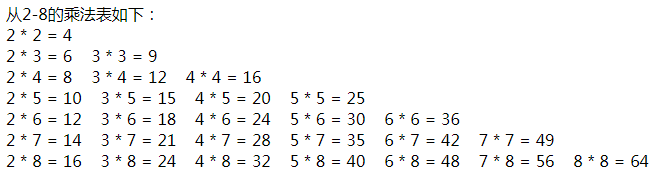 从2-8的乘法表如下：
2 * 2 = 4
2 * 3 = 6 3 * 3 = 9
2 * 4 = 8 3 * 4 = 12 4 * 4 = 16
2 * 5 = 10 3 * 5 = 15 4 * 5 = 20 5 * 5 = 25
2 * 6 = 12 3 * 6 = 18 4 * 6 = 24 5 * 6 = 30 6 * 6 = 36
2 * 7 = 14 3 * 7 = 21 4 * 7 = 28 5 * 7 = 35 6 * 7 = 42 7 * 7 = 49
2 * 8 = 16 3 * 8 = 24 4 * 8 = 32 5 * 8 = 40 6 * 8 = 48 7 * 8 = 56 8 * 8 = 64